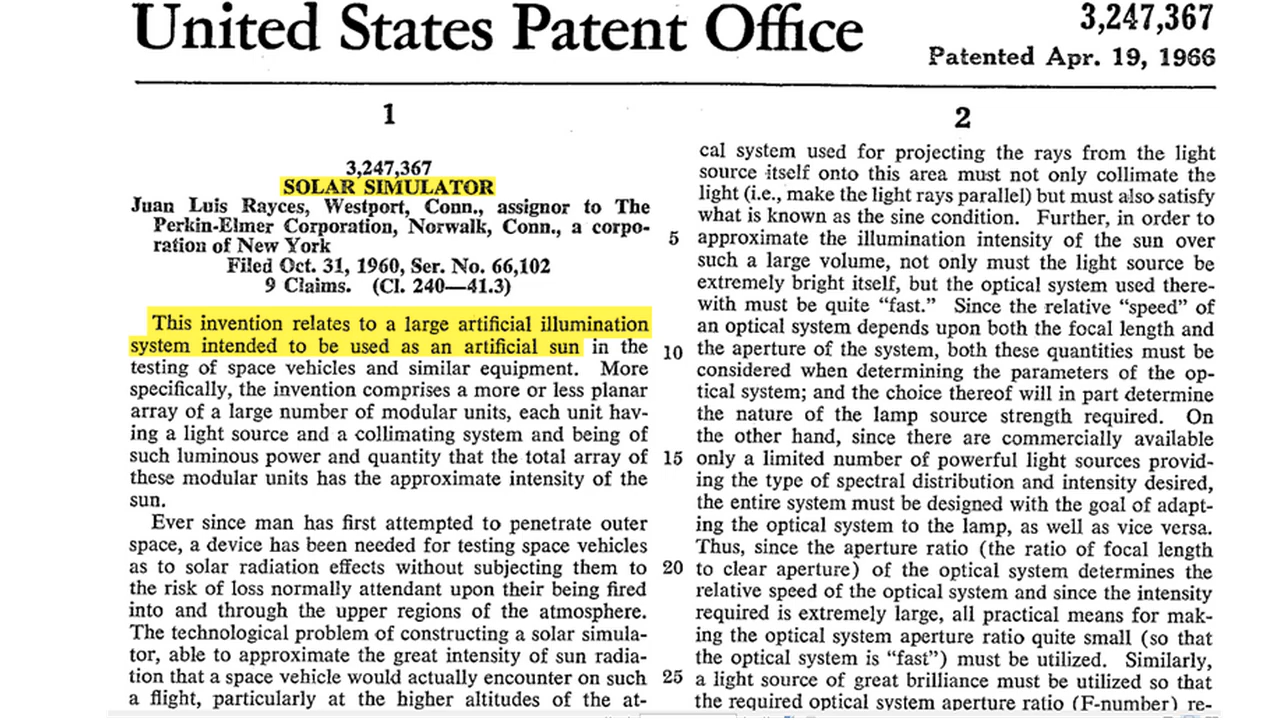 United States Patent Office
3,247,367
Patented Apr. 19, 1966
1
3,247,367
SOLAR SIMULATOR
Juan Luis Rayces, Westport, Conn., assignor to The
Perkin-Elmer Corporation, Norwalk, Conn., a corpo-
ration of New York
Filed Oct. 31, 1960, Ser. No. 66,102
9 Claims. (Cl. 240—41.3)
This invention relates to a large artificial illumination
system intended to be used as an artificial sun in the
testing of space vehicles and similar equipment. More
specifically, the invention comprises a more or less planar
array of a large number of modular units, each unit hav-
ing a light source and a collimating system and being of
such luminous power and quantity that the total array of
these modular units has the approximate intensity of the
sun.
Ever since man has first attempted to penetrate outer
space, a device has been needed for testing space vehicles
as to solar radiation effects without subjecting them to
the risk of loss normally attendant upon their being fired
into and through the upper regions of the atmosphere.
The technological problem of constructing a solar simula-
tor, able to approximate the great intensity of sun radia-
tion that a space vehicle would actually encounter on such
a flight, particularly at the higher altitudes of the at-
2
cal system used for projecting the rays from the light
source itself onto this area must not only collimate the
light (i.e., make the light rays parallel) but must also satisfy
what is known as the sine condition. Further, in order to
5 approximate the illumination intensity of the sun over
such a large volume, not only must the light source be
extremely bright itself, but the optical system used there-
with must be quite “fast.” Since the relative “speed” of
an optical system depends upon both the focal length and
10 the aperture of the system, both these quantities must be
considered when determining the parameters of the op-
tical system; and the choice thereof will in part determine
the nature of the lamp source strength required. On
the other hand, since there are commercially available
15 only a limited number of powerful light sources provid-
ing the type of spectral distribution and intensity desired,
the entire system must be designed with the goal of adapt-
ing the optical system to the lamp, as well as vice versa.
Thus, since the aperture ratio (the ratio of focal length
20 to clear aperture) of the optical system determines the
relative speed of the optical system and since the intensity
required is extremely large, all practical means for mak-
ing the optical system aperture ratio quite small (so that
the optical system is “fast”) must be utilized. Similarly,
25 a light source of great brilliance must be utilized so that
the required optical system aperture ratio (F-number) re-